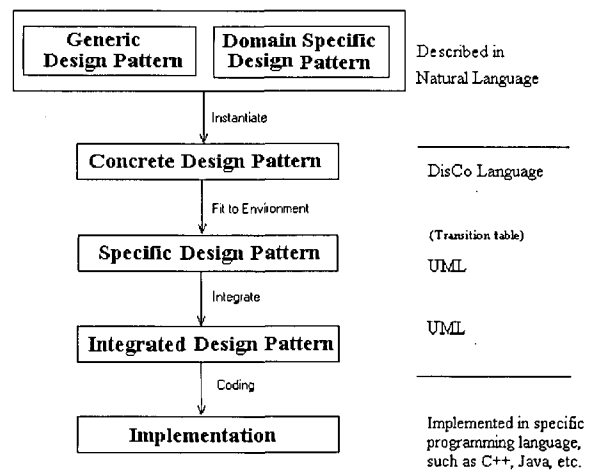 Generic
Design Pattern
Domain Specific
Design Pattern
Described in
Natural Language
Instantiate
Concrete Design Pattern
DisCo Language
Fit to Environment
(Transition table)
Specific Design Pattern
UML
Integrate
UML
Integrated Design Pattern
Coding
Implementation
Implemented in specific
programming language,
such as C++, Java, etc.